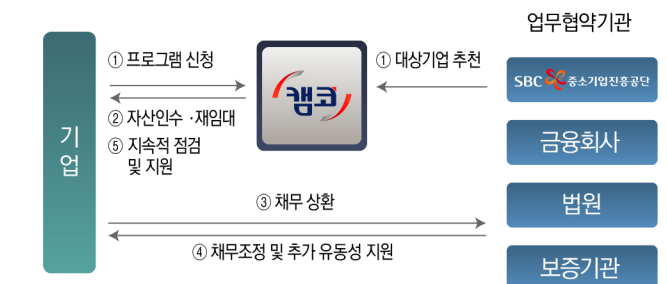 업무협약기관
① 프로그램 신청
① 대상기업 추천
캠코
SBC 중소기업진흥공단
② 자산인수 ·재임대
⑤ 지속적 점검
및 지원
기
업
금융회사
③ 채무 상환
법원
④ 채무조정 및 추가 유동성 지원
보증기관